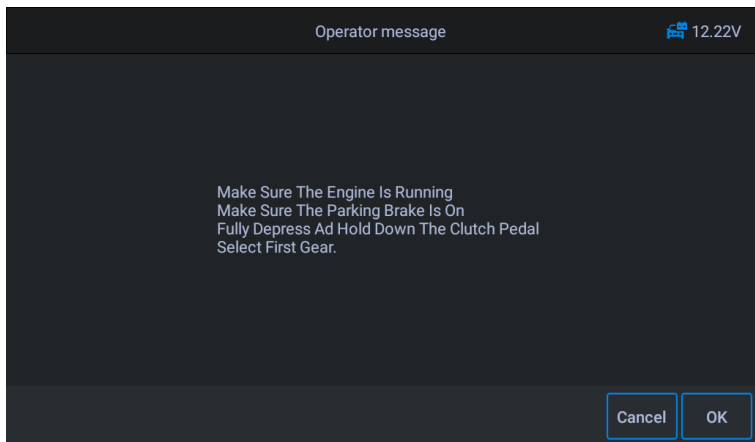 Operator message
12.22V
Make Sure The Engine Is Running
Make Sure The Parking Brake Is On
Fully Depress Ad Hold Down The Clutch Pedal
Select First Gear.
Cancel
OK